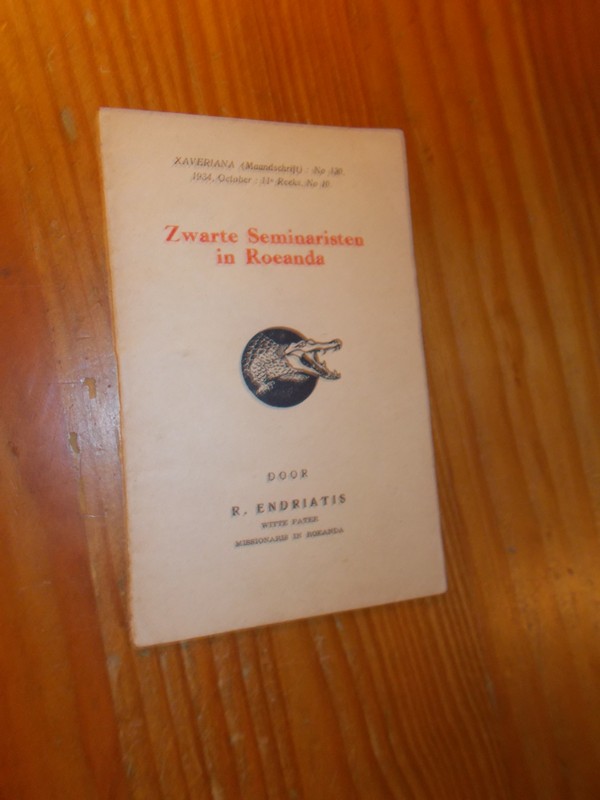 XAVERIANA (Maandschrift) : Nr 130
1934, October : 11e Reeks, Nr 10
Zwarte Seminaristen
in Roeanda
DOOR
R. ENDRIATIS
WITTE PATER
MISSIONARIS IN ROEANDA